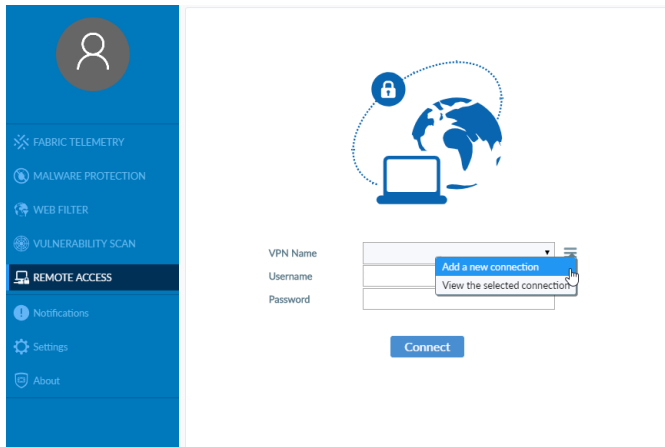 FABRIC TELEMETRY
MALWARE PROTECTION
WEB FILTER
VULNERABILITY SCAN
REMOTE ACCESS
Notifications
Settings
About
VPN Name
Add a new connection
Username
View the selected connection
Password
Connect